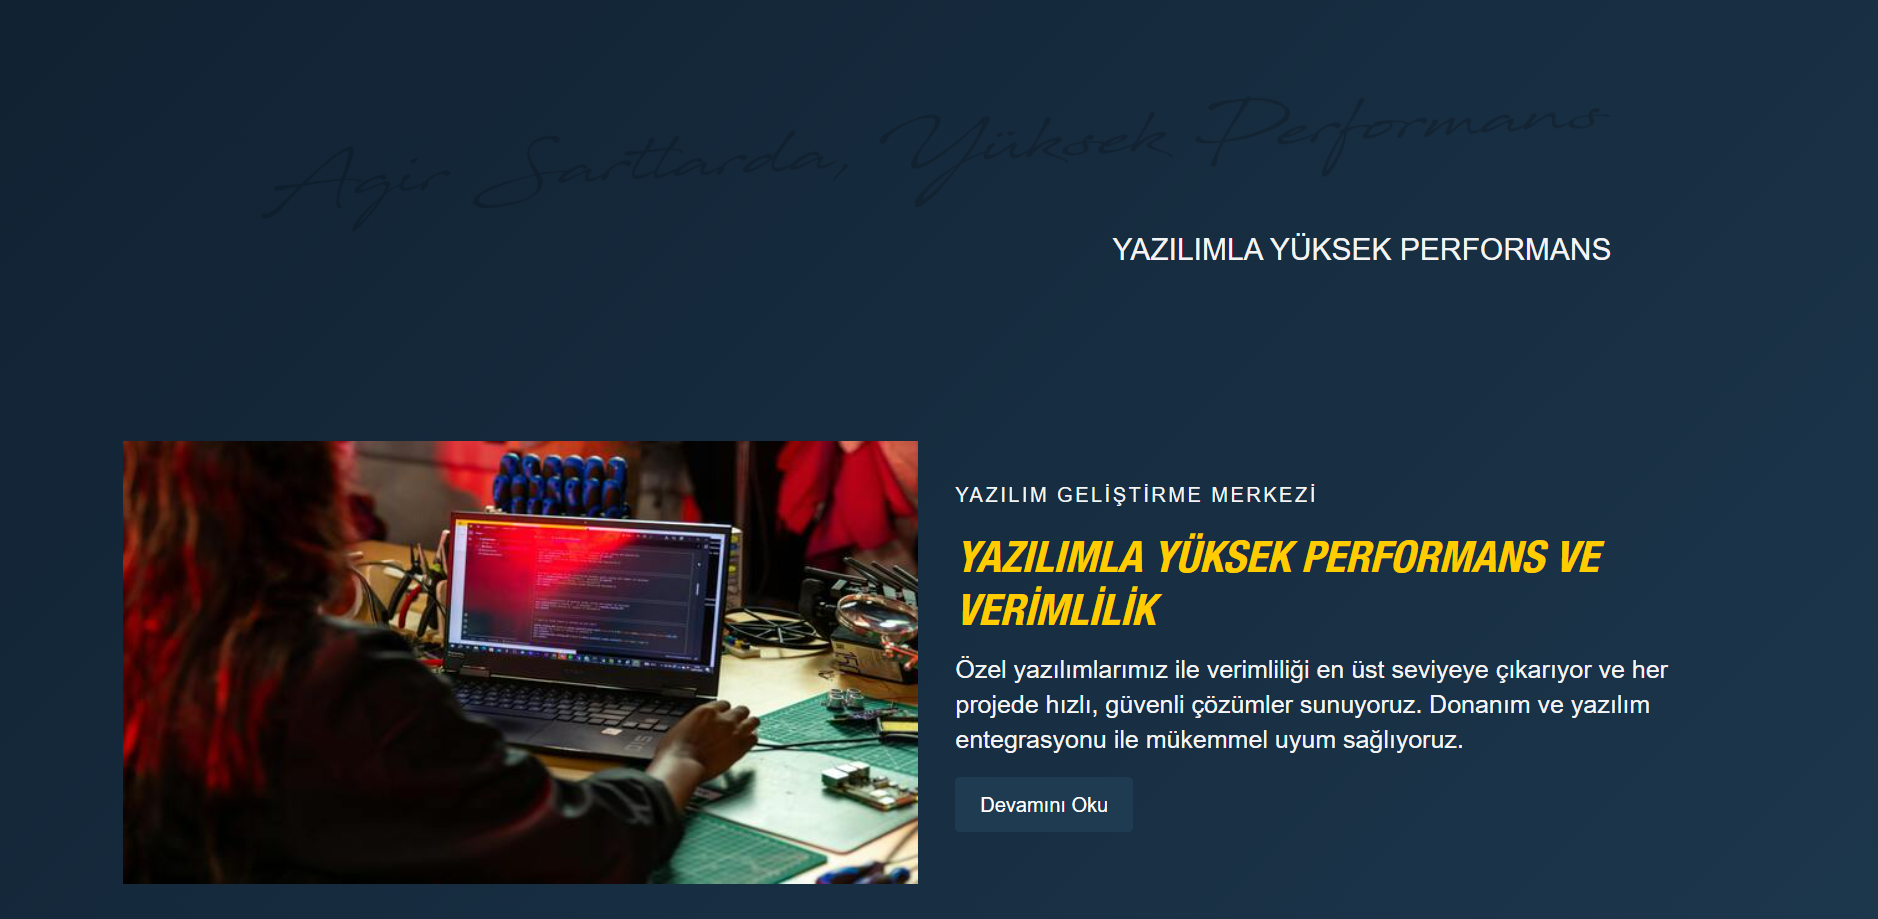 Agir Sartlarda, Yüksek Performans
YAZILIMLA YÜKSEK PERFORMANS
YAZILIM GELİŞTİRME MERKEZİ
YAZILIMLA YÜKSEK PERFORMANS VE
VERİMLİLİK
Özel yazılımlarımız ile verimliliği en üst seviyeye çıkarıyor ve her
projede hızlı, güvenli çözümler sunuyoruz. Donanım ve yazılım
entegrasyonu ile mükemmel uyum sağlıyoruz.
Devamını Oku